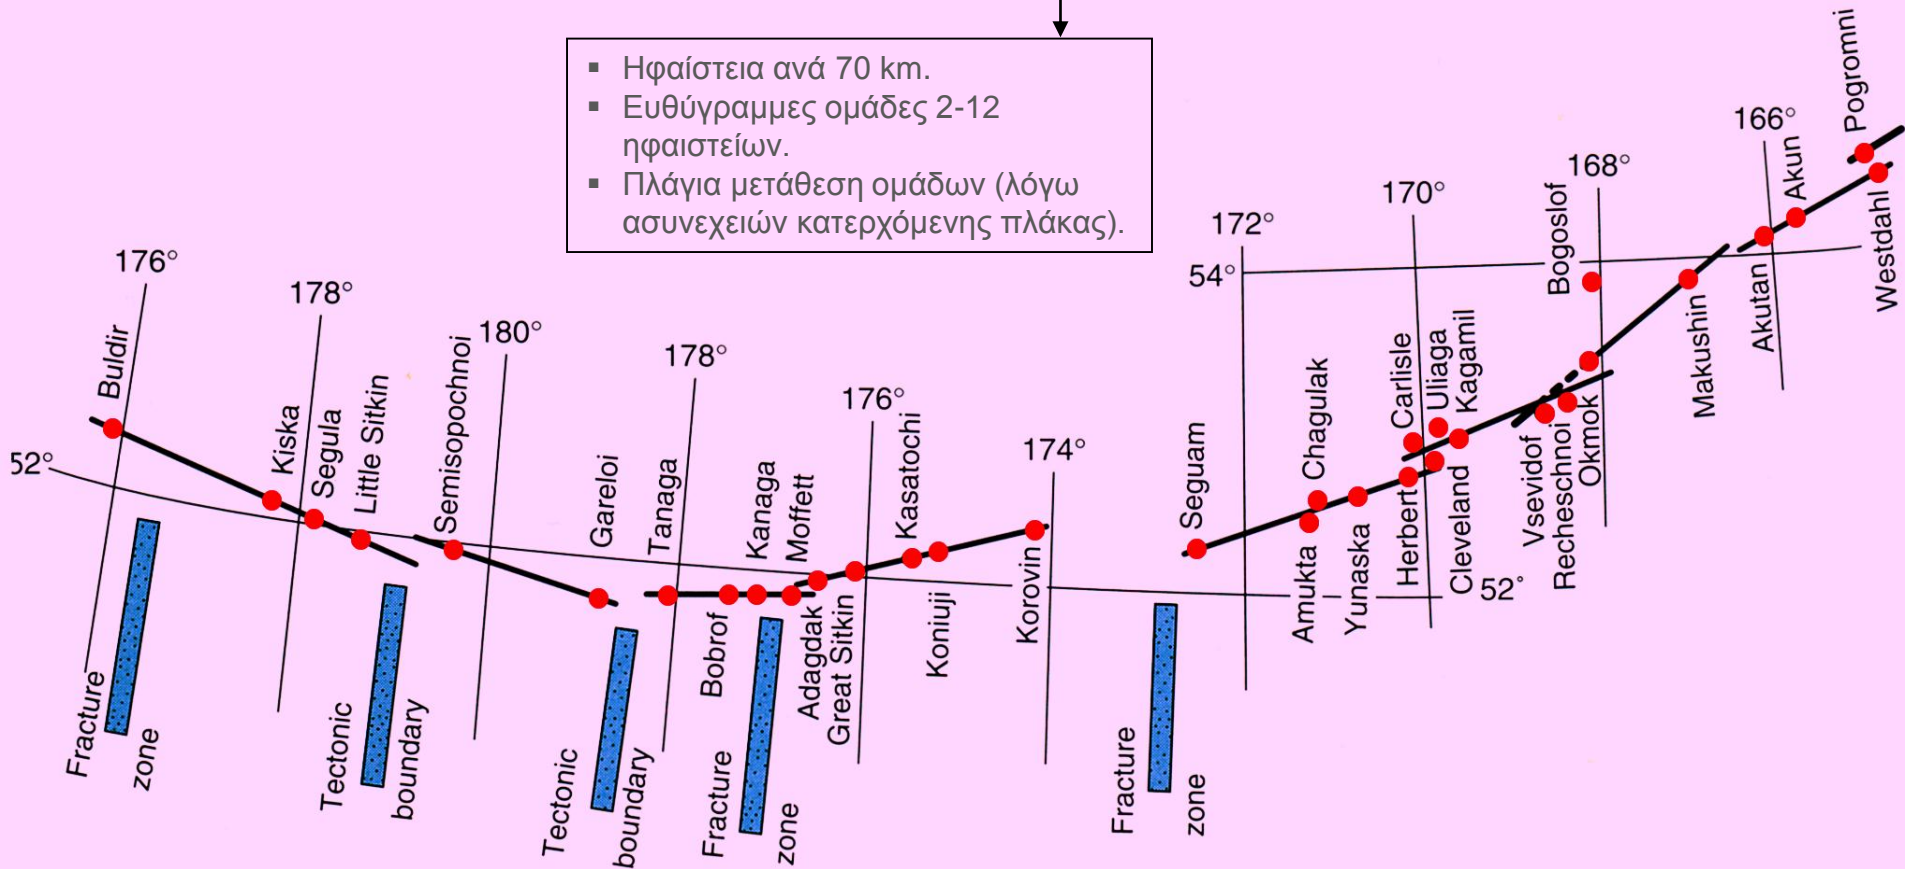 ▪ Ηφαίστεια ανά 70 km.
▪ Ευθύγραμμες ομάδες 2-12
ηφαιστείων.
▪ Πλάγια μετάθεση ομάδων (λόγω
ασυνεχειών κατερχόμενης πλάκας).
176°
178°
180°
178°
176°
174°
172°
170°
168°
166°
52°
54°
52°
Buldir
Kiska
Segula
Little Sitkin
Semisopochnoi
Gareloi
Tanaga
Bobrof
Kanaga
Moffett
Adagdak
Great Sitkin
Kasatochi
Koniuji
Korovin
Seguam
Amukta
Chagulak
Yunaska
Herbert
Carlisle
Cleveland
Uliaga
Kagamil
Vsevidof
Recheschnoi
Okmok
Bogoslof
Makushin
Akutan
Akun
Westdahl
Pogromni
Fracture
zone
Tectonic
boundary
Tectonic
boundary
Fracture
zone
Fracture
zone